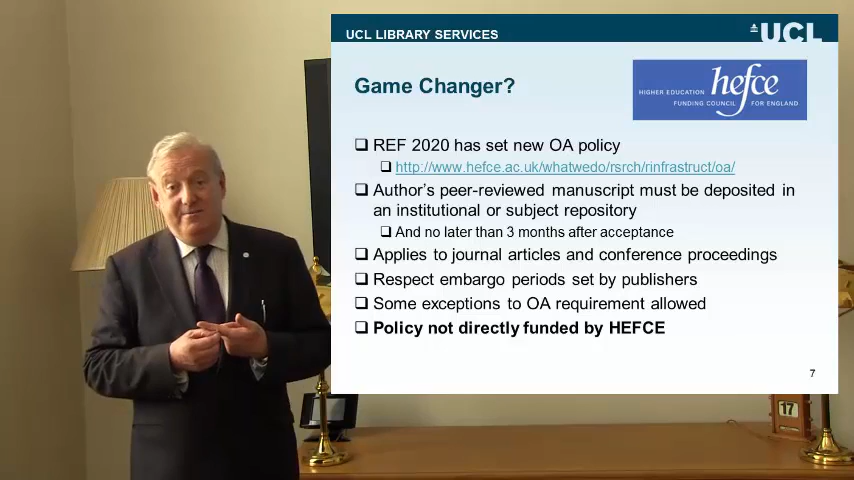 UCL LIBRARY SERVICES
UCL
Game Changer?
HIGHER EDUCATION hefce
FUNDING COUNCIL FOR ENGLAND
❑ REF 2020 has set new OA policy
❑ http://www.hefce.ac.uk/whatwedo/rsrch/rinfrastruct/oa/
❑ Author's peer-reviewed manuscript must be deposited in
an institutional or subject repository
❑ And no later than 3 months after acceptance
❑ Applies to journal articles and conference proceedings
❑ Respect embargo periods set by publishers
❑ Some exceptions to OA requirement allowed
❑ Policy not directly funded by HEFCE
7
17